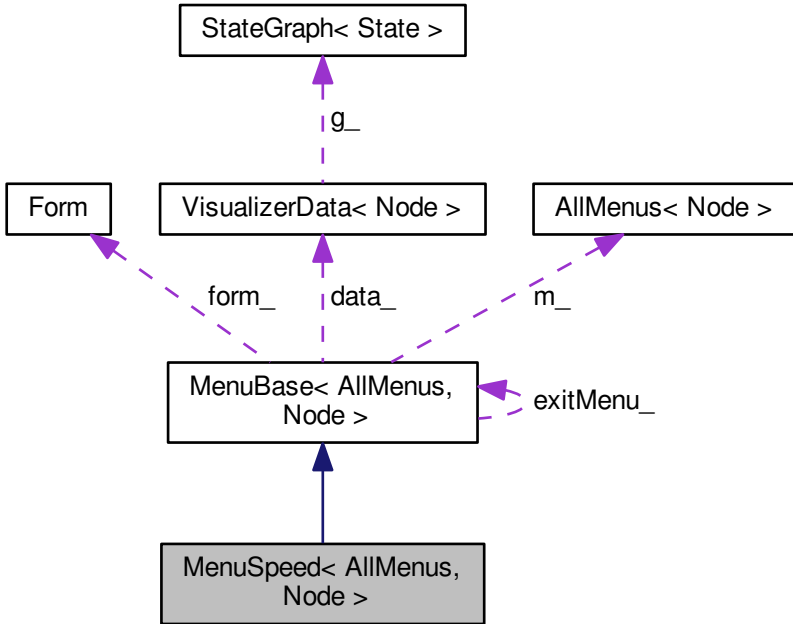 StateGraph< State >
g_
Form
VisualizerData< Node >
AllMenus< Node >
form_
data_
m_
MenuBase< AllMenus,
Node >
exitMenu_
MenuSpeed< AllMenus,
Node >